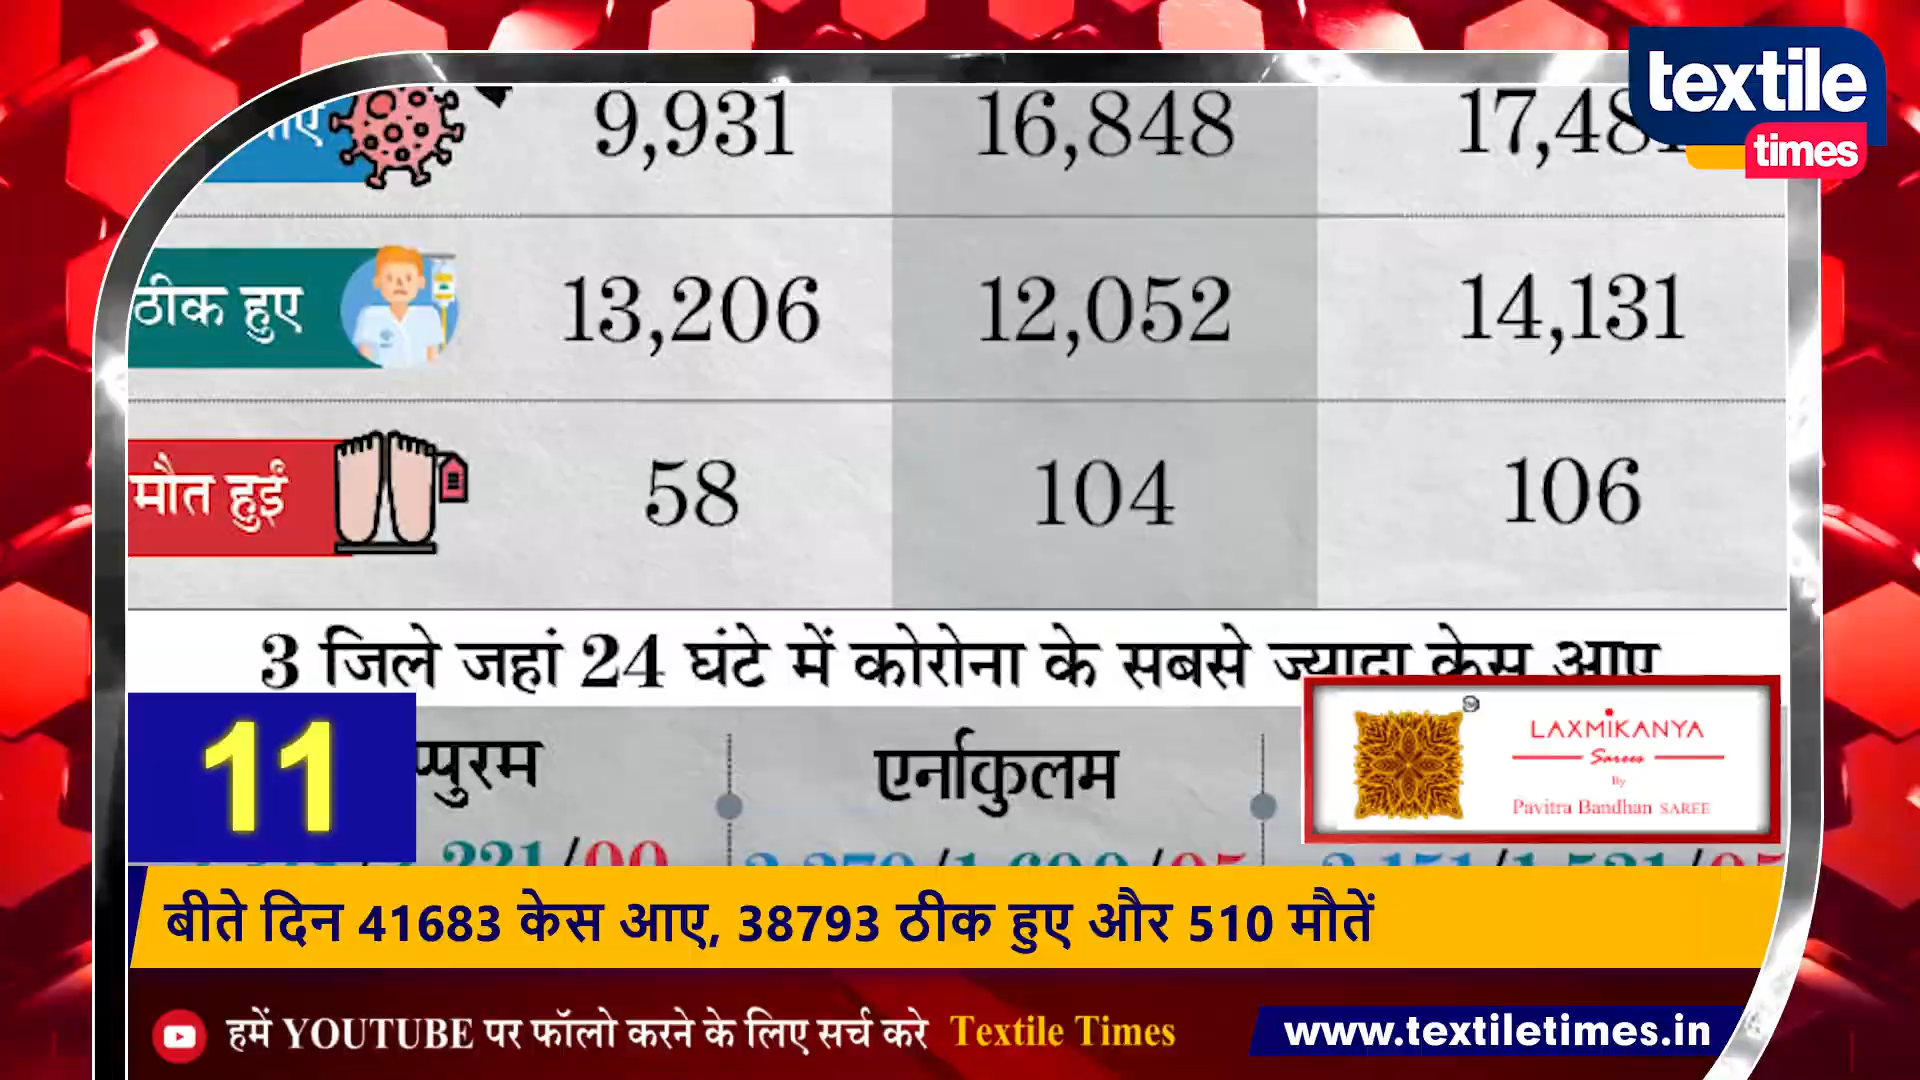 textile
times
9,931 16,848
ठीक हुए 13,206 12,052 14,131
मौत हुईं 58 104 106
3 जिले जहां 24 घंटे में कोरोना के सबसे ज्यादा केस आए
11
एर्नाकुलम
LAXMIKANYA
Sarees
By
Pavitra Bandhan SAREE
बीते दिन 41683 केस आए, 38793 ठीक हुए और 510 मौतें
हमें YOUTUBE पर फॉलो करने के लिए सर्च करे Textile Times
www.textiletimes.in